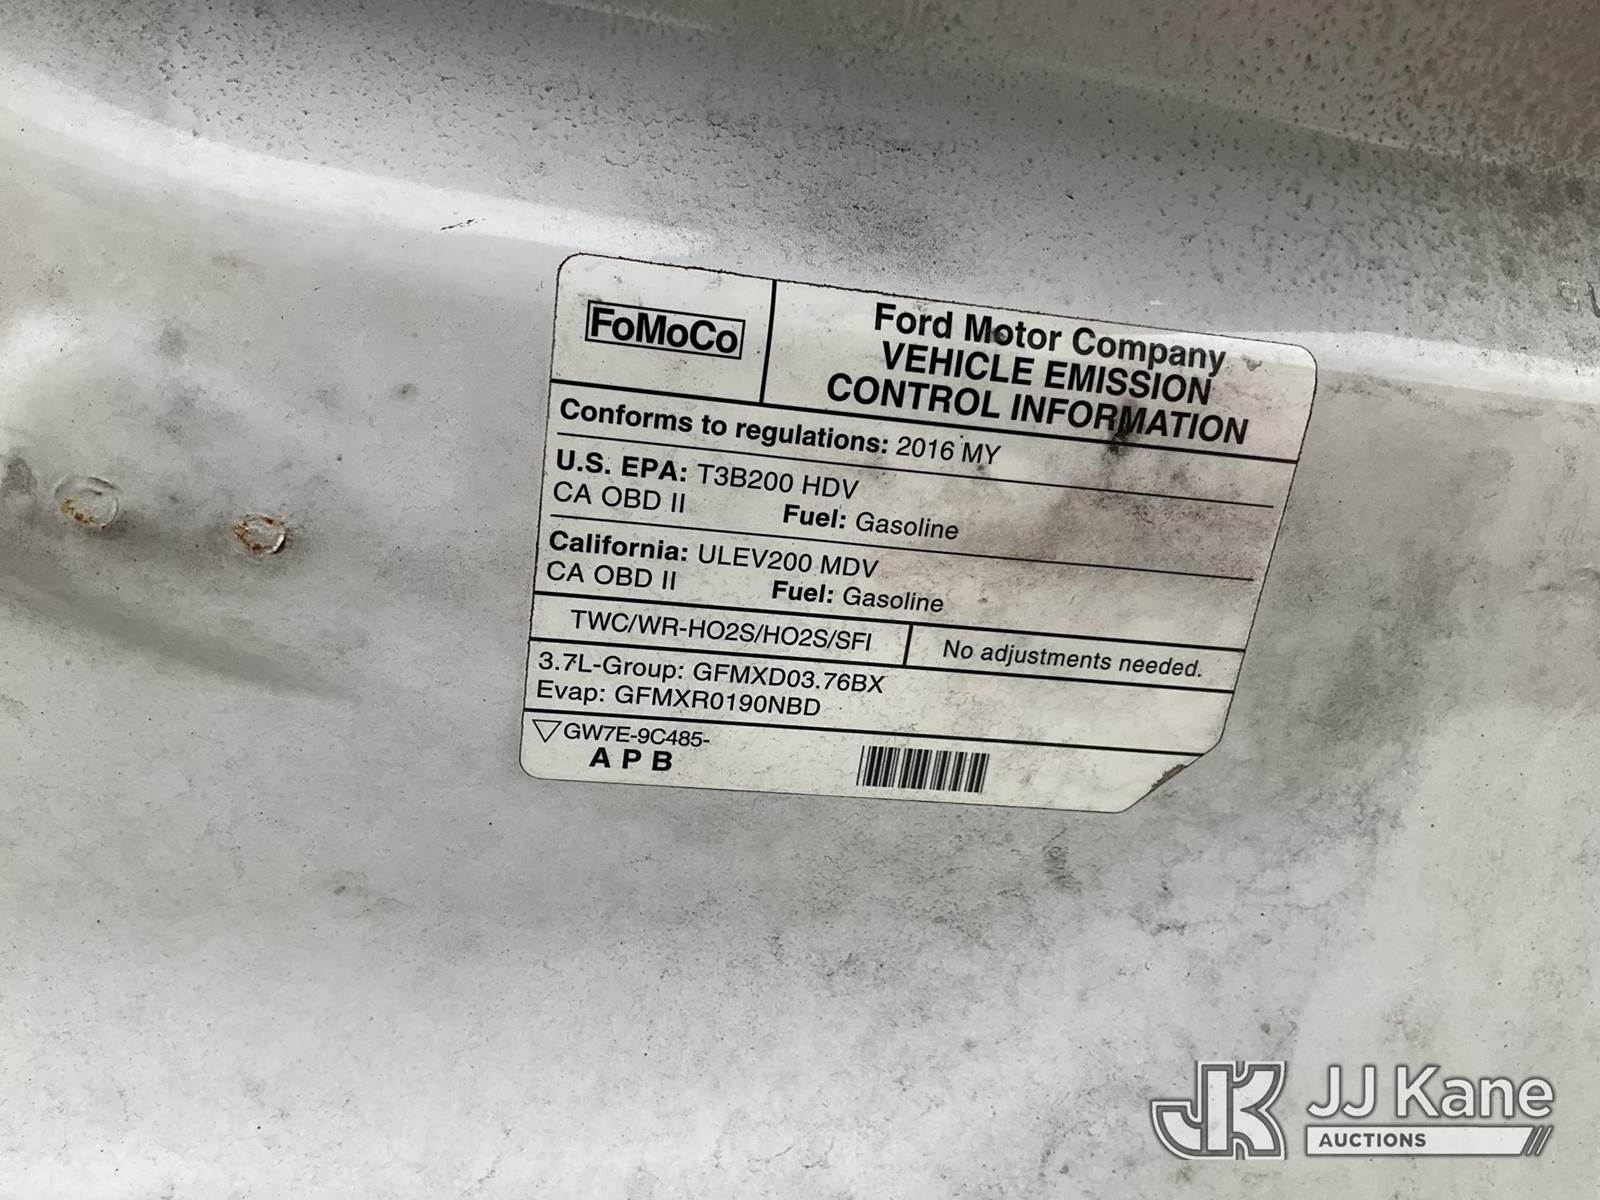 FoMoCo
Ford Motor Company
VEHICLE EMISSION
CONTROL INFORMATION
Conforms to regulations: 2016 MY
U.S. EPA: T3B200 HDV
CA OBD II Fuel: Gasoline
California: ULEV200 MDV
CA OBD II Fuel: Gasoline
TWC/WR-HO2S/HO2S/SFI
No adjustments needed.
3.7L-Group: GFMXD03.76BX
Evap: GFMXR0190NBD
GW7E-9C485-
A P B
JK JJ Kane
AUCTIONS